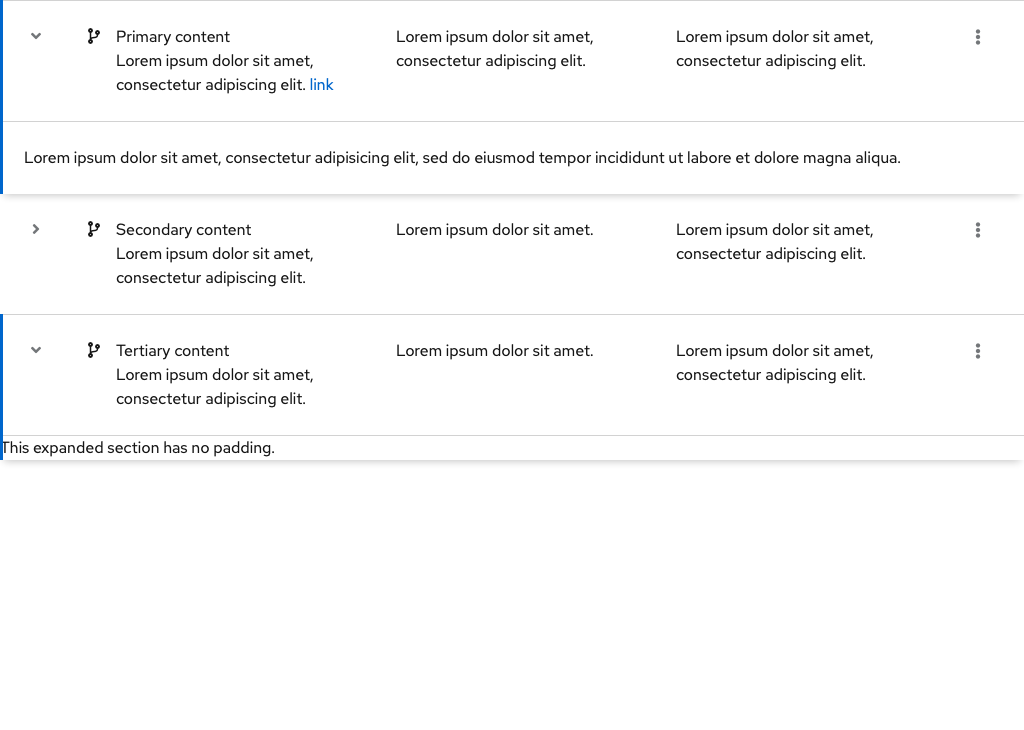 Primary content
Lorem ipsum dolor sit amet,
consectetur adipiscing elit. link
Lorem ipsum dolor sit amet,
consectetur adipiscing elit.
Lorem ipsum dolor sit amet,
consectetur adipiscing elit.
Lorem ipsum dolor sit amet, consectetur adipisicing elit, sed do eiusmod tempor incididunt ut labore et dolore magna aliqua.
Secondary content
Lorem ipsum dolor sit amet,
consectetur adipiscing elit.
Lorem ipsum dolor sit amet.
Lorem ipsum dolor sit amet,
consectetur adipiscing elit.
Tertiary content
Lorem ipsum dolor sit amet,
consectetur adipiscing elit.
Lorem ipsum dolor sit amet.
Lorem ipsum dolor sit amet,
consectetur adipiscing elit.
This expanded section has no padding.